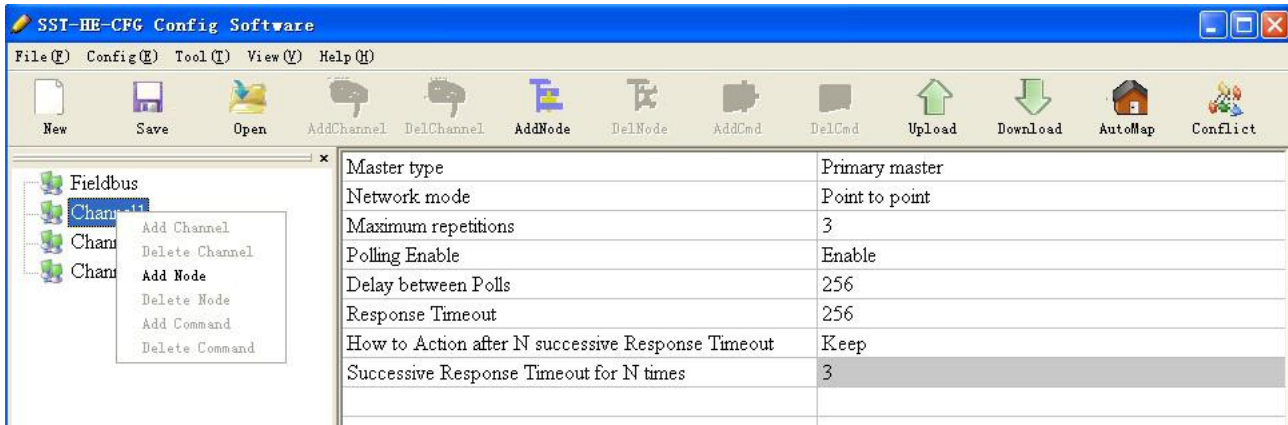 SST-HE-CFG Config Software
File(F) Config(E) Tool(T) View(V) Help(H)
New Save Open AddChannel DelChannel AddNode DelNode AddCmd DelCmd Upload Download AutoMap Conflict
Fieldbus
Channel1
Chann
Chann
Add Channel
Delete Channel
Add Node
Delete Node
Add Command
Delete Command
Master type Primary master
Network mode Point to point
Maximum repetitions 3
Polling Enable Enable
Delay between Polls 256
Response Timeout 256
How to Action after N successive Response Timeout Keep
Successive Response Timeout for N times 3